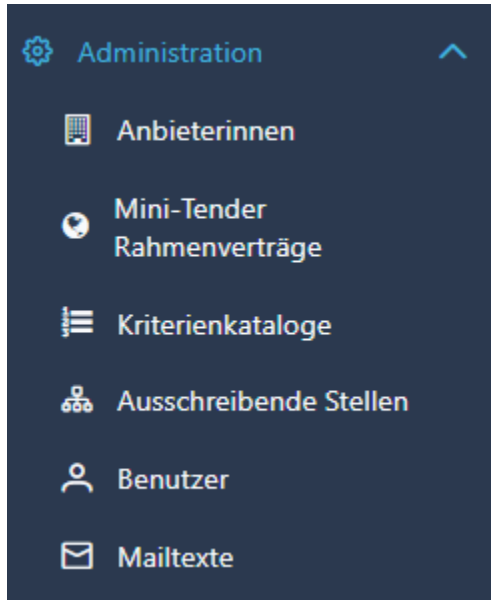 Administration
Anbieterinnen
Mini-Tender
Rahmenverträge
Kriterienkataloge
Ausschreibende Stellen
Benutzer
Mailtexte